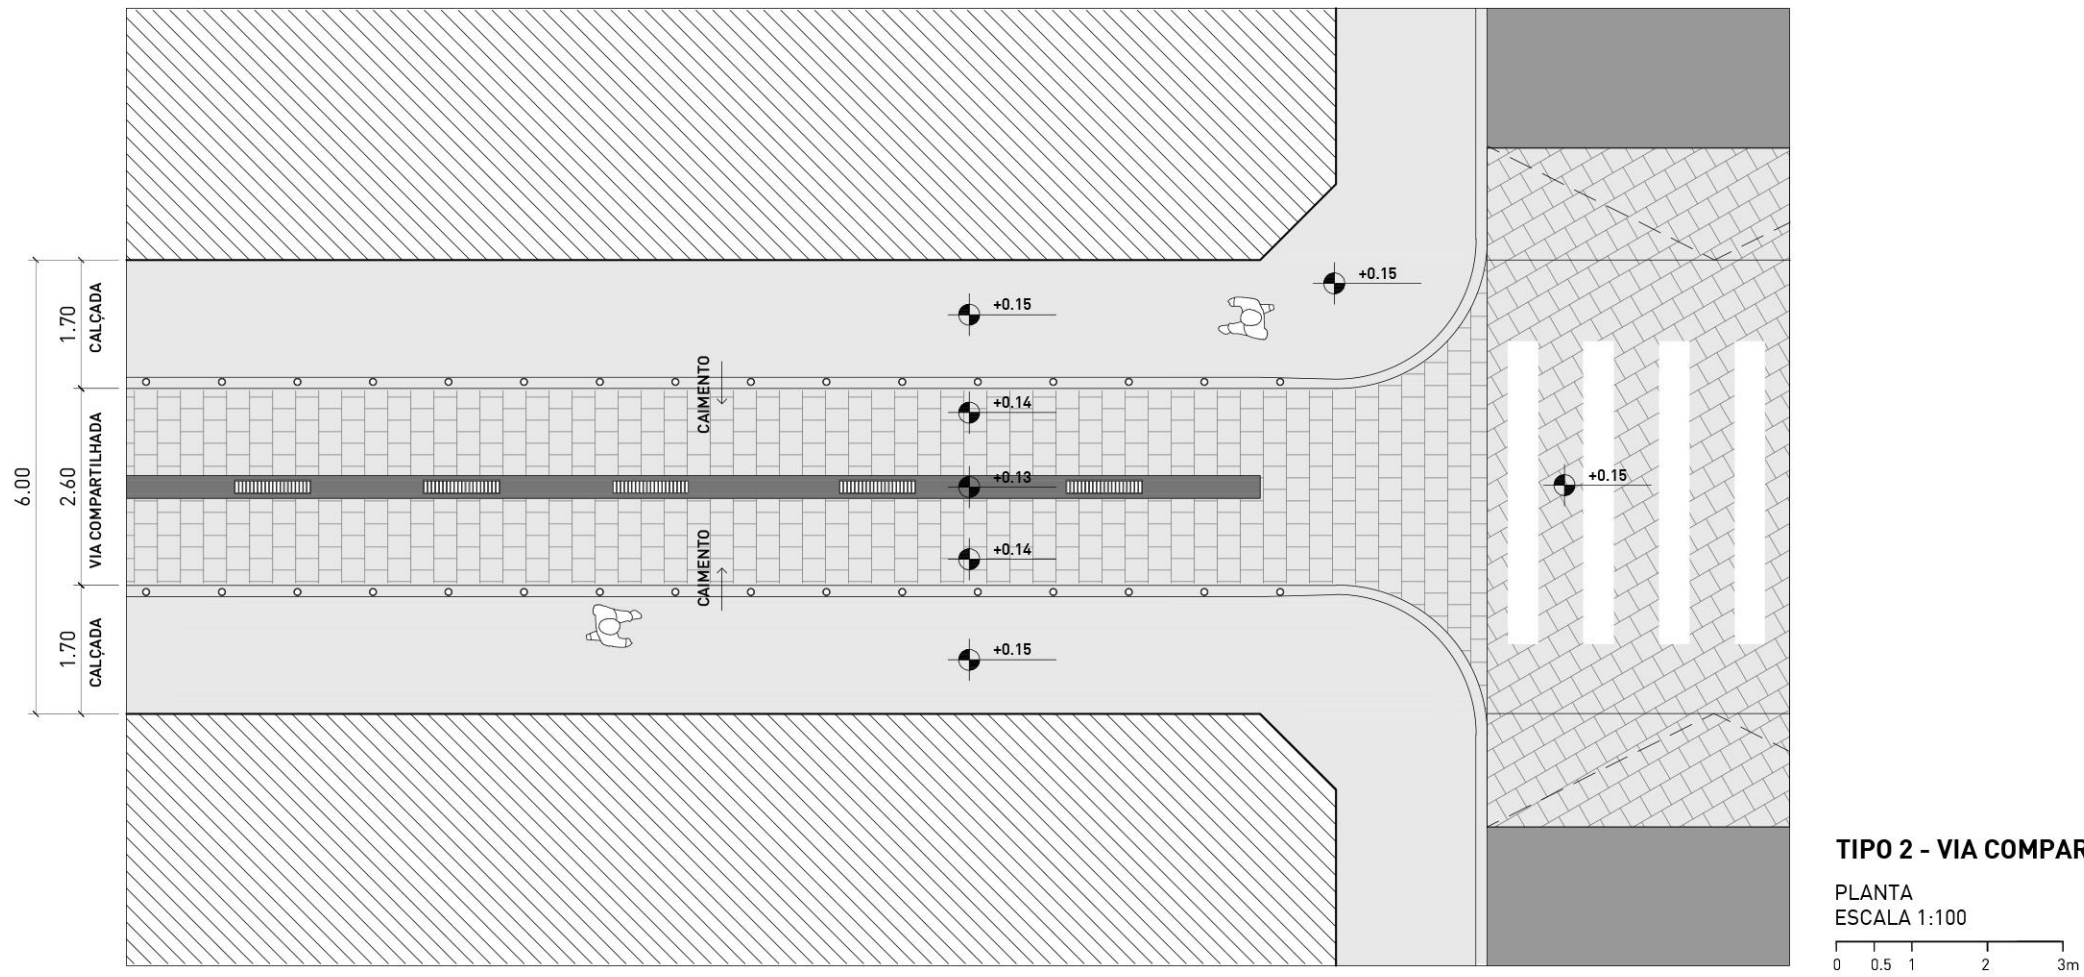 +0.15
+0.15
CALÇADA
1.70
CAIMENTO
+0.14
6.00
2.60
VIA COMPARTILHADA
+0.13
+0.15
CAIMENTO
+0.14
1.70
CALÇADA
+0.15
TIPO 2 - VIA COMPAR
PLANTA
ESCALA 1:100
0 0.5 1 2 3m